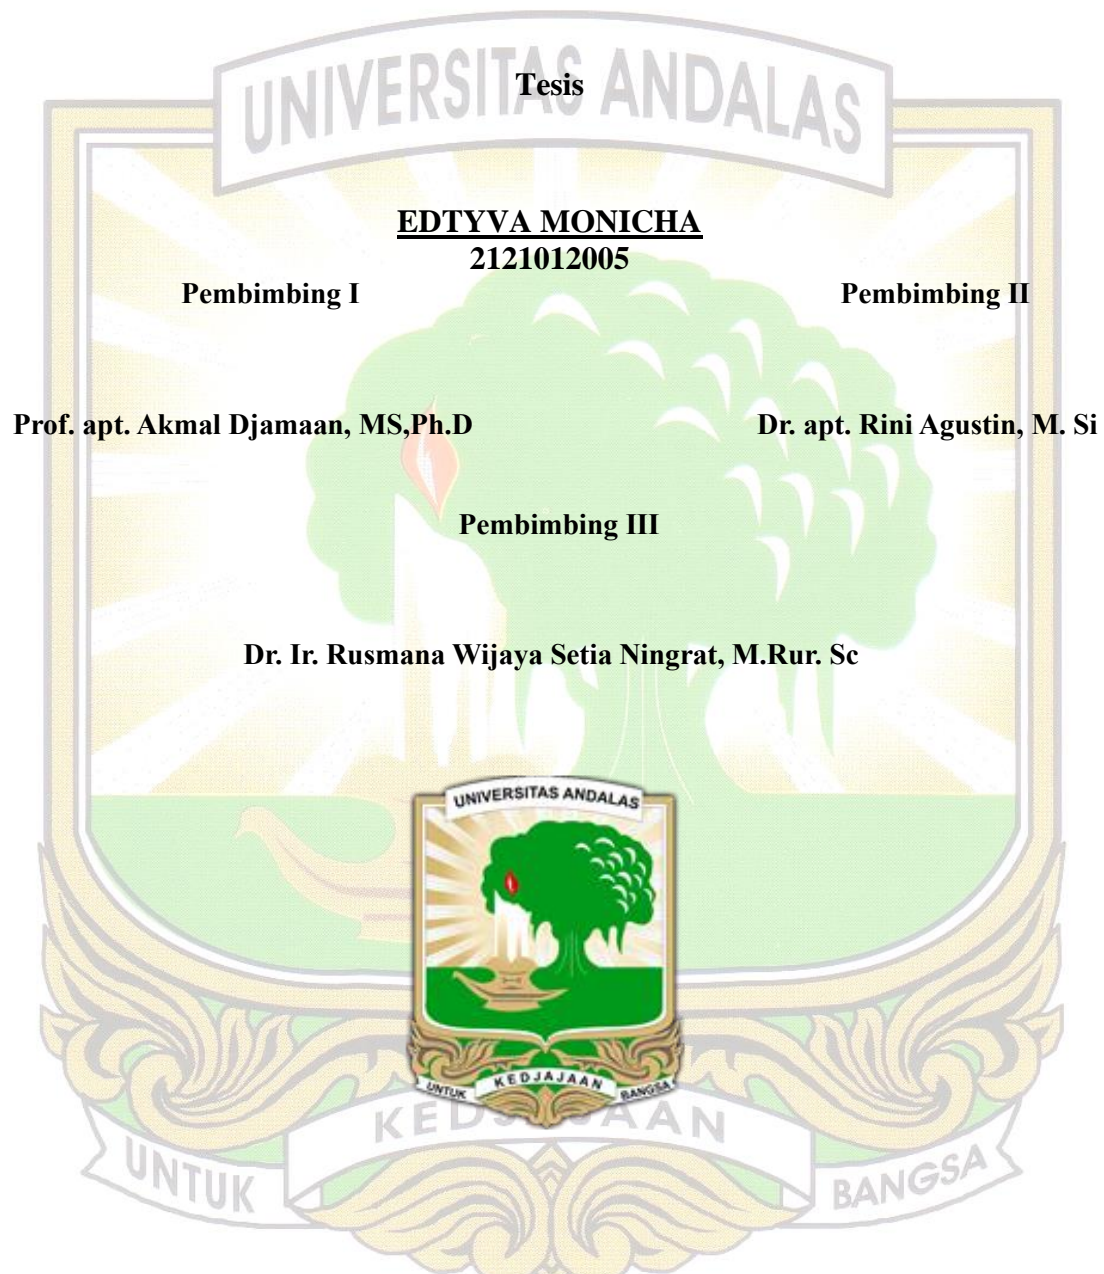 UNIVERSITAS ANDALAS
Tesis
EDTYVA MONICHA
2121012005
Pembimbing I
Pembimbing II
Prof. apt. Akmal Djamaan, MS,Ph.D
Dr. apt. Rini Agustin, M. Si
Pembimbing III
Dr. Ir. Rusmana Wijaya Setia Ningrat, M.Rur. Sc
UNIVERSITAS ANDALAS
UNTUK KEDJAJAAN BANGSA
UNTUK KEDJAJAAN BANGSA